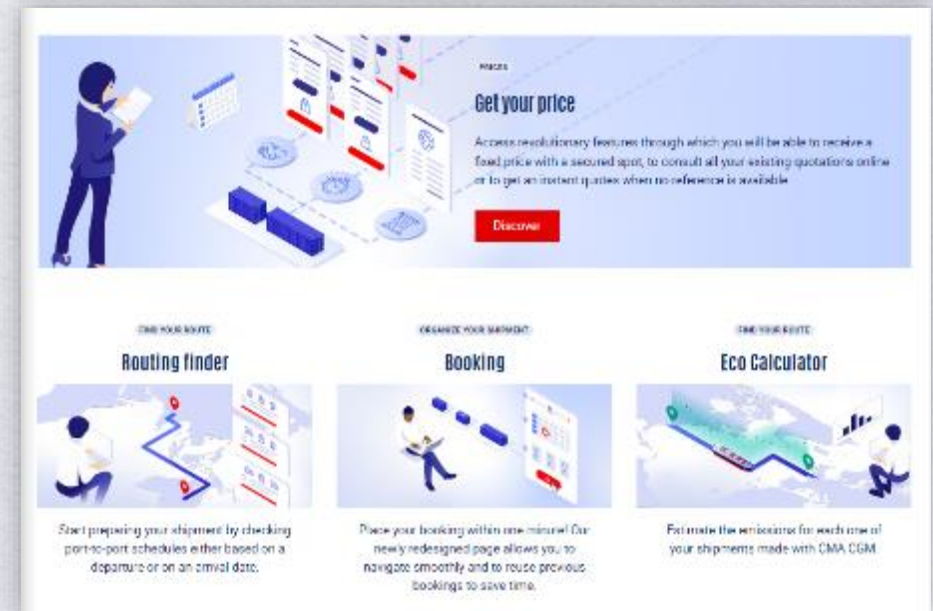 PRICES
Get your price
Access revolutionary features through which you will be able to receive a
fixed price with a secured spot, to consult all your existing quotations online
or to get an instant quotes when no reference is available
Discover
FIND YOUR ROUTE
Routing finder
Start preparing your shipment by checking
port-to-port schedules either based on a
departure or on an arrival date.
ORGANIZE YOUR SHIPMENT
Booking
Place your booking within one minute! Our
newly redesigned page allows you to
navigate smoothly and to reuse previous
bookings to save time.
FIND YOUR ROUTE
Eco Calculator
Estimate the emissions for each one of
your shipments made with CMA CGM.